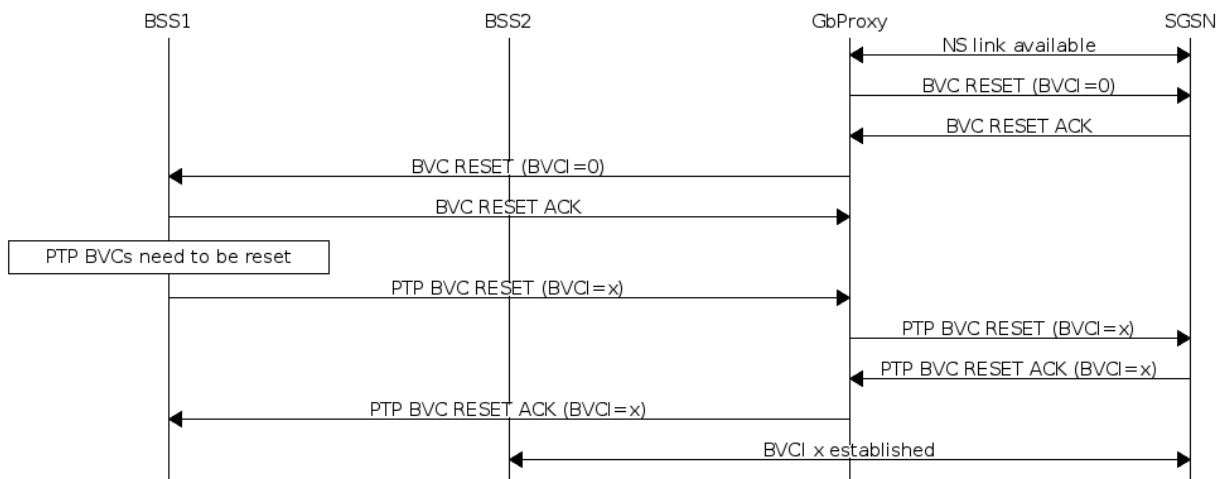 BSS1 BSS2 GbProxy SGSN
NS link available
BVC RESET (BVCI=0)
BVC RESET ACK
BVC RESET (BVCI=0)
BVC RESET ACK
PTP BVCs need to be reset
PTP BVC RESET (BVCI=x)
PTP BVC RESET (BVCI=x)
PTP BVC RESET ACK (BVCI=x)
PTP BVC RESET ACK (BVCI=x)
BVCI x established